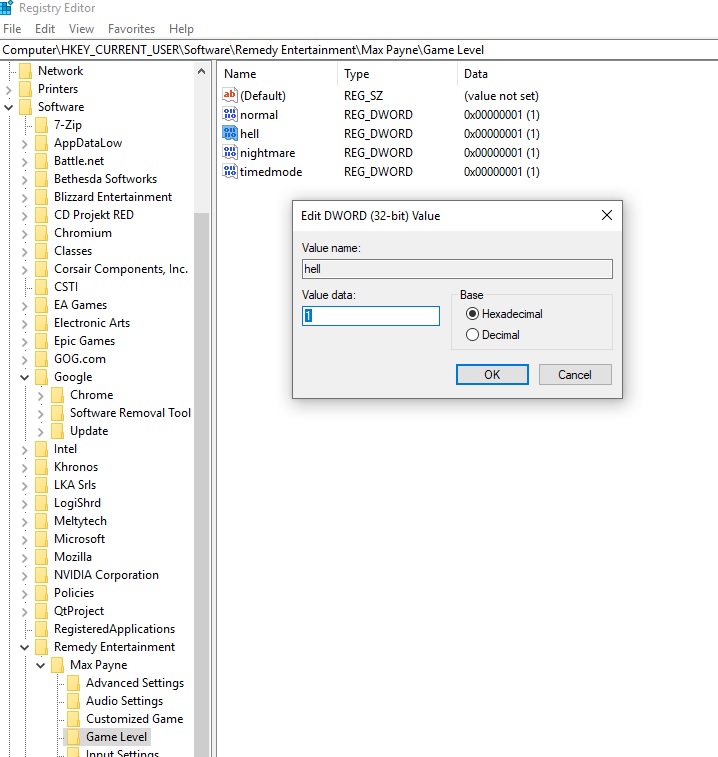 Registry Editor
File Edit View Favorites Help
Computer\HKEY_CURRENT_USER\Software\Remedy Entertainment\Max Payne\Game Level
Network
Printers
Software
7-Zip
AppDataLow
Battle.net
Bethesda Softworks
Blizzard Entertainment
CD Projekt RED
Chromium
Classes
Corsair Components, Inc.
CSTI
EA Games
Electronic Arts
Epic Games
GOG.com
Google
Chrome
Software Removal Tool
Update
Intel
Khronos
LKA Srls
LogiShrd
Meltytech
Microsoft
Mozilla
NVIDIA Corporation
Policies
QtProject
RegisteredApplications
Remedy Entertainment
Max Payne
Advanced Settings
Audio Settings
Customized Game
Game Level
Input Settings
Name Type Data
ab (Default) REG_SZ (value not set)
normal REG_DWORD 0x00000001 (1)
hell REG_DWORD 0x00000001 (1)
nightmare REG_DWORD 0x00000001 (1)
timedmode REG_DWORD 0x00000001 (1)
Edit DWORD (32-bit) Value
Value name:
hell
Value data:
1
Base
Hexadecimal
Decimal
OK Cancel